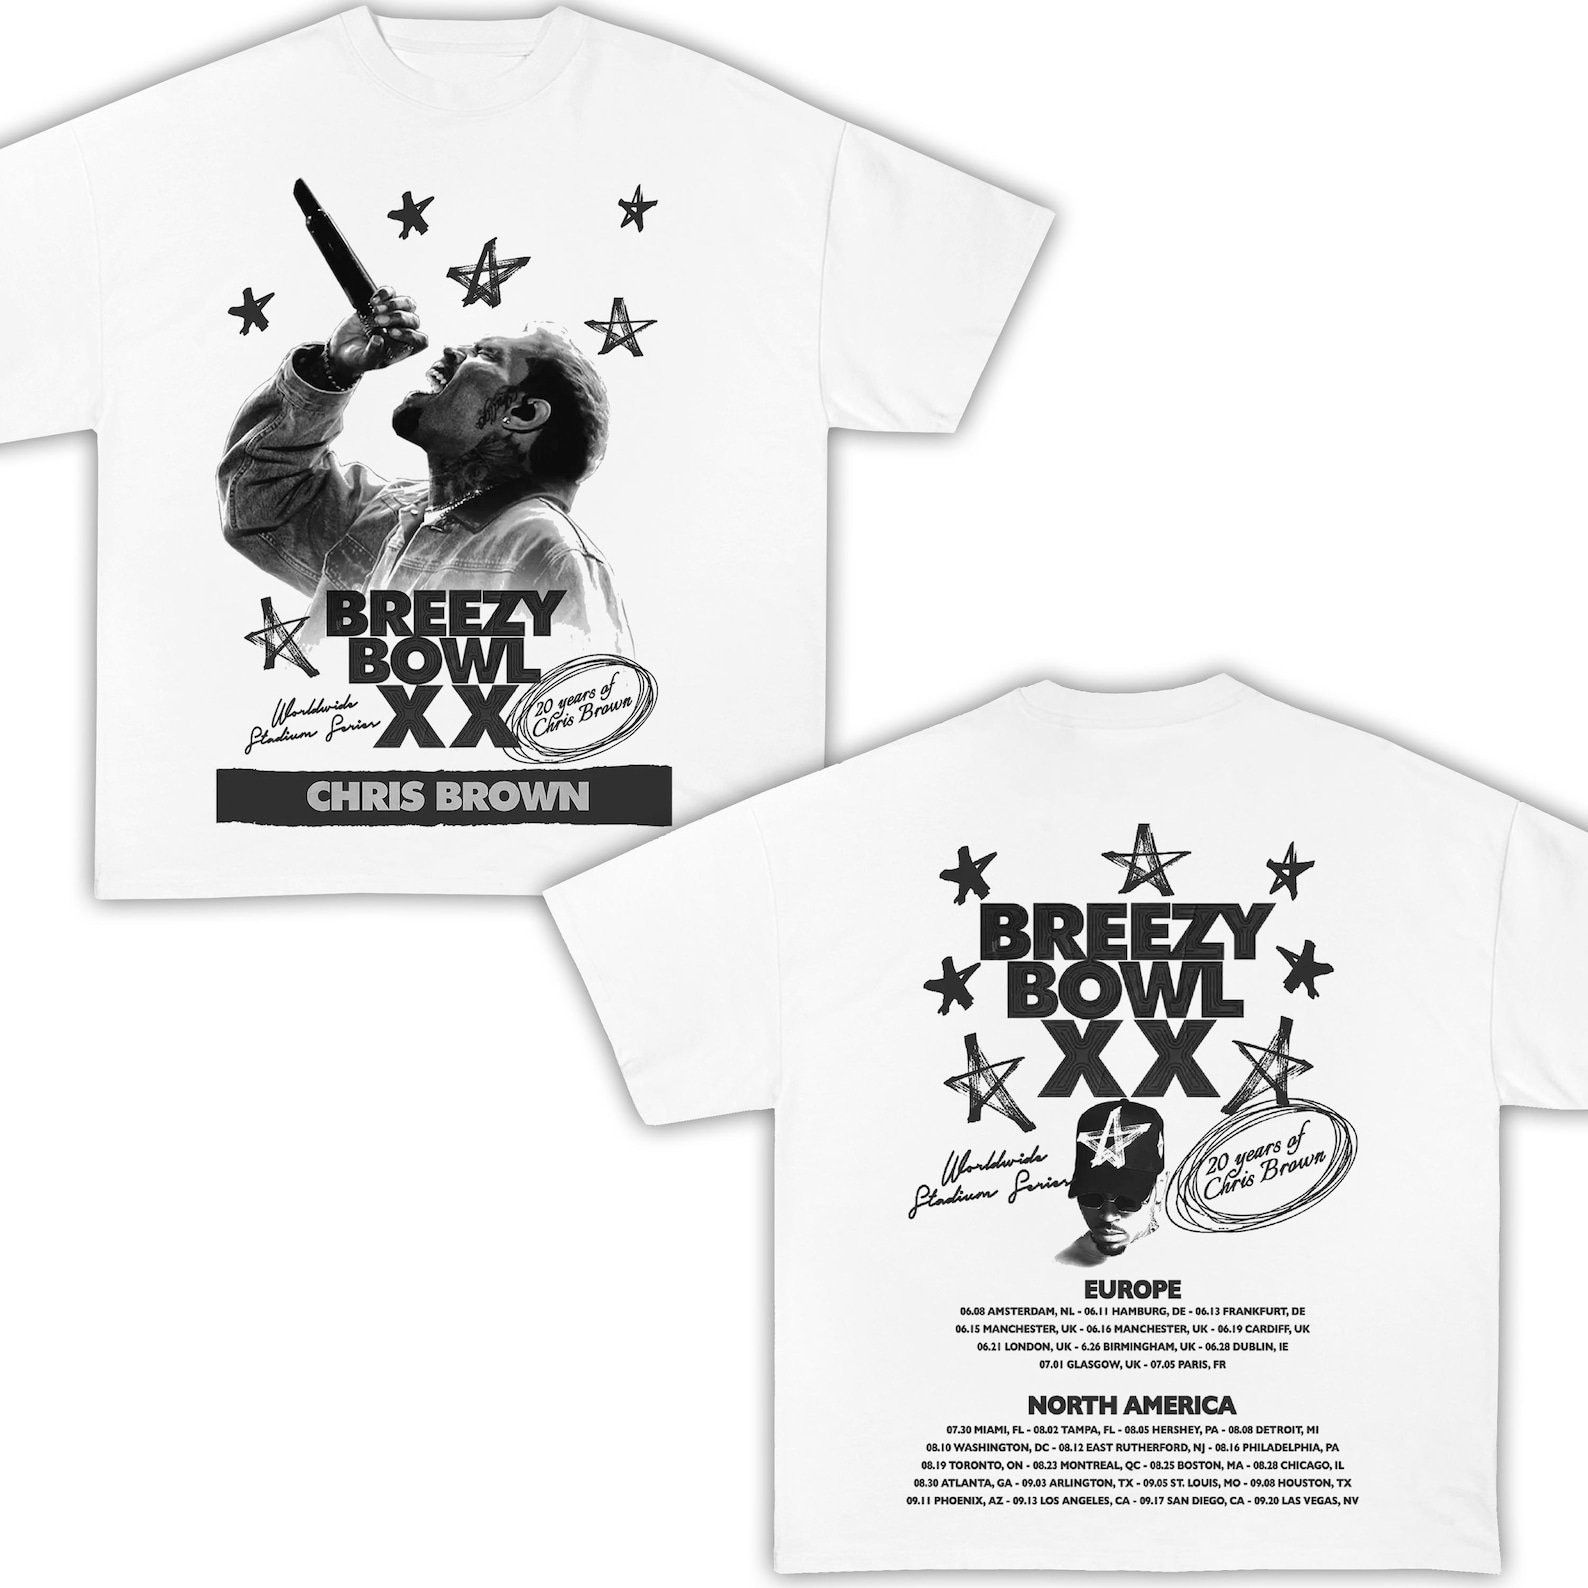 BREEZY
BOWL
XX
Worldwide
Stadium Series
20 years of
Chris Brown
CHRIS BROWN
BREEZY
BOWL
XX
Worldwide
Stadium Series
20 years of
Chris Brown
EUROPE
06.08 AMSTERDAM, NL - 06.11 HAMBURG, DE - 06.13 FRANKFURT, DE
06.15 MANCHESTER, UK - 06.16 MANCHESTER, UK - 06.19 CARDIFF, UK
06.21 LONDON, UK - 6.26 BIRMINGHAM, UK - 06.28 DUBLIN, IE
07.01 GLASGOW, UK - 07.05 PARIS, FR
NORTH AMERICA
07.30 MIAMI, FL - 08.02 TAMPA, FL - 08.05 HERSHEY, PA - 08.08 DETROIT, MI
08.10 WASHINGTON, DC - 08.12 EAST RUTHERFORD, NJ - 08.16 PHILADELPHIA, PA
08.19 TORONTO, ON - 08.23 MONTREAL, QC - 08.25 BOSTON, MA - 08.28 CHICAGO, IL
08.30 ATLANTA, GA - 09.03 ARLINGTON, TX - 09.05 ST. LOUIS, MO - 09.08 HOUSTON, TX
09.11 PHOENIX, AZ - 09.13 LOS ANGELES, CA - 09.17 SAN DIEGO, CA - 09.20 LAS VEGAS, NV